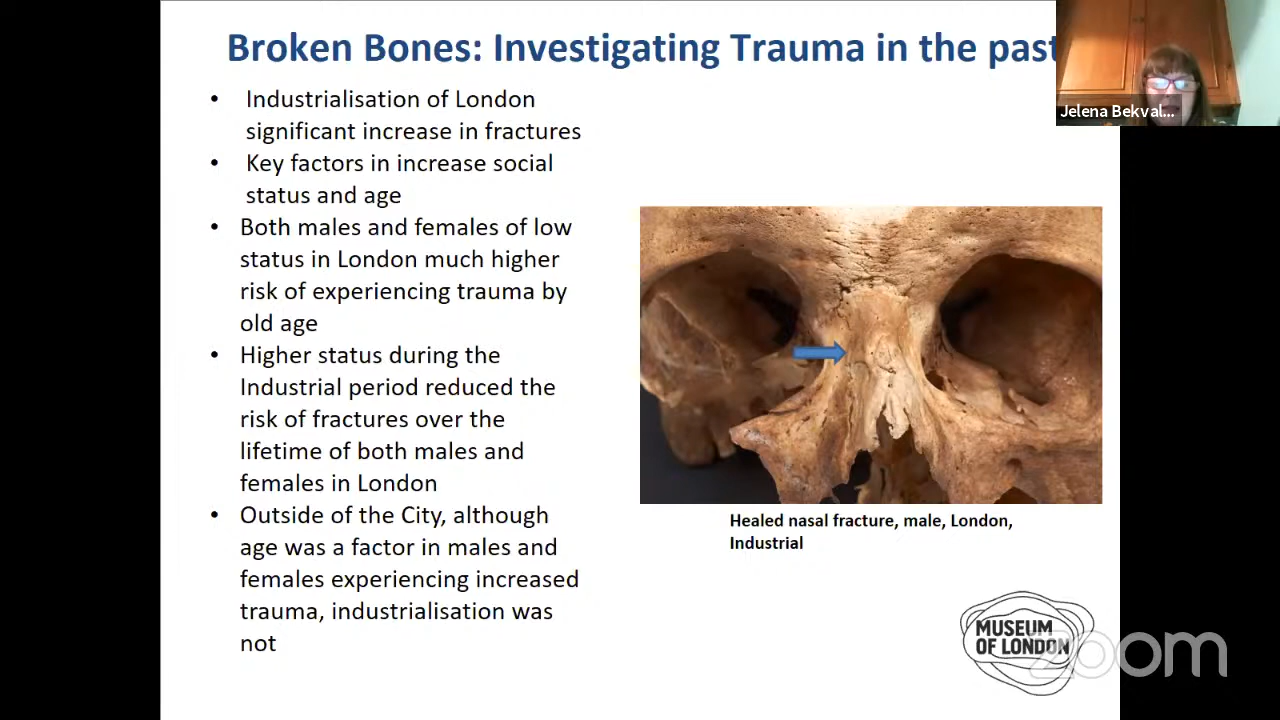 Broken Bones: Investigating Trauma in the past
Jelena Bekval...
• Industrialisation of London
significant increase in fractures
• Key factors in increase social
status and age
• Both males and females of low
status in London much higher
risk of experiencing trauma by
old age
• Higher status during the
Industrial period reduced the
risk of fractures over the
lifetime of both males and
females in London
• Outside of the City, although
age was a factor in males and
females experiencing increased
trauma, industrialisation was
not
Healed nasal fracture, male, London,
Industrial
MUSEUM
OF LONDON
zoom